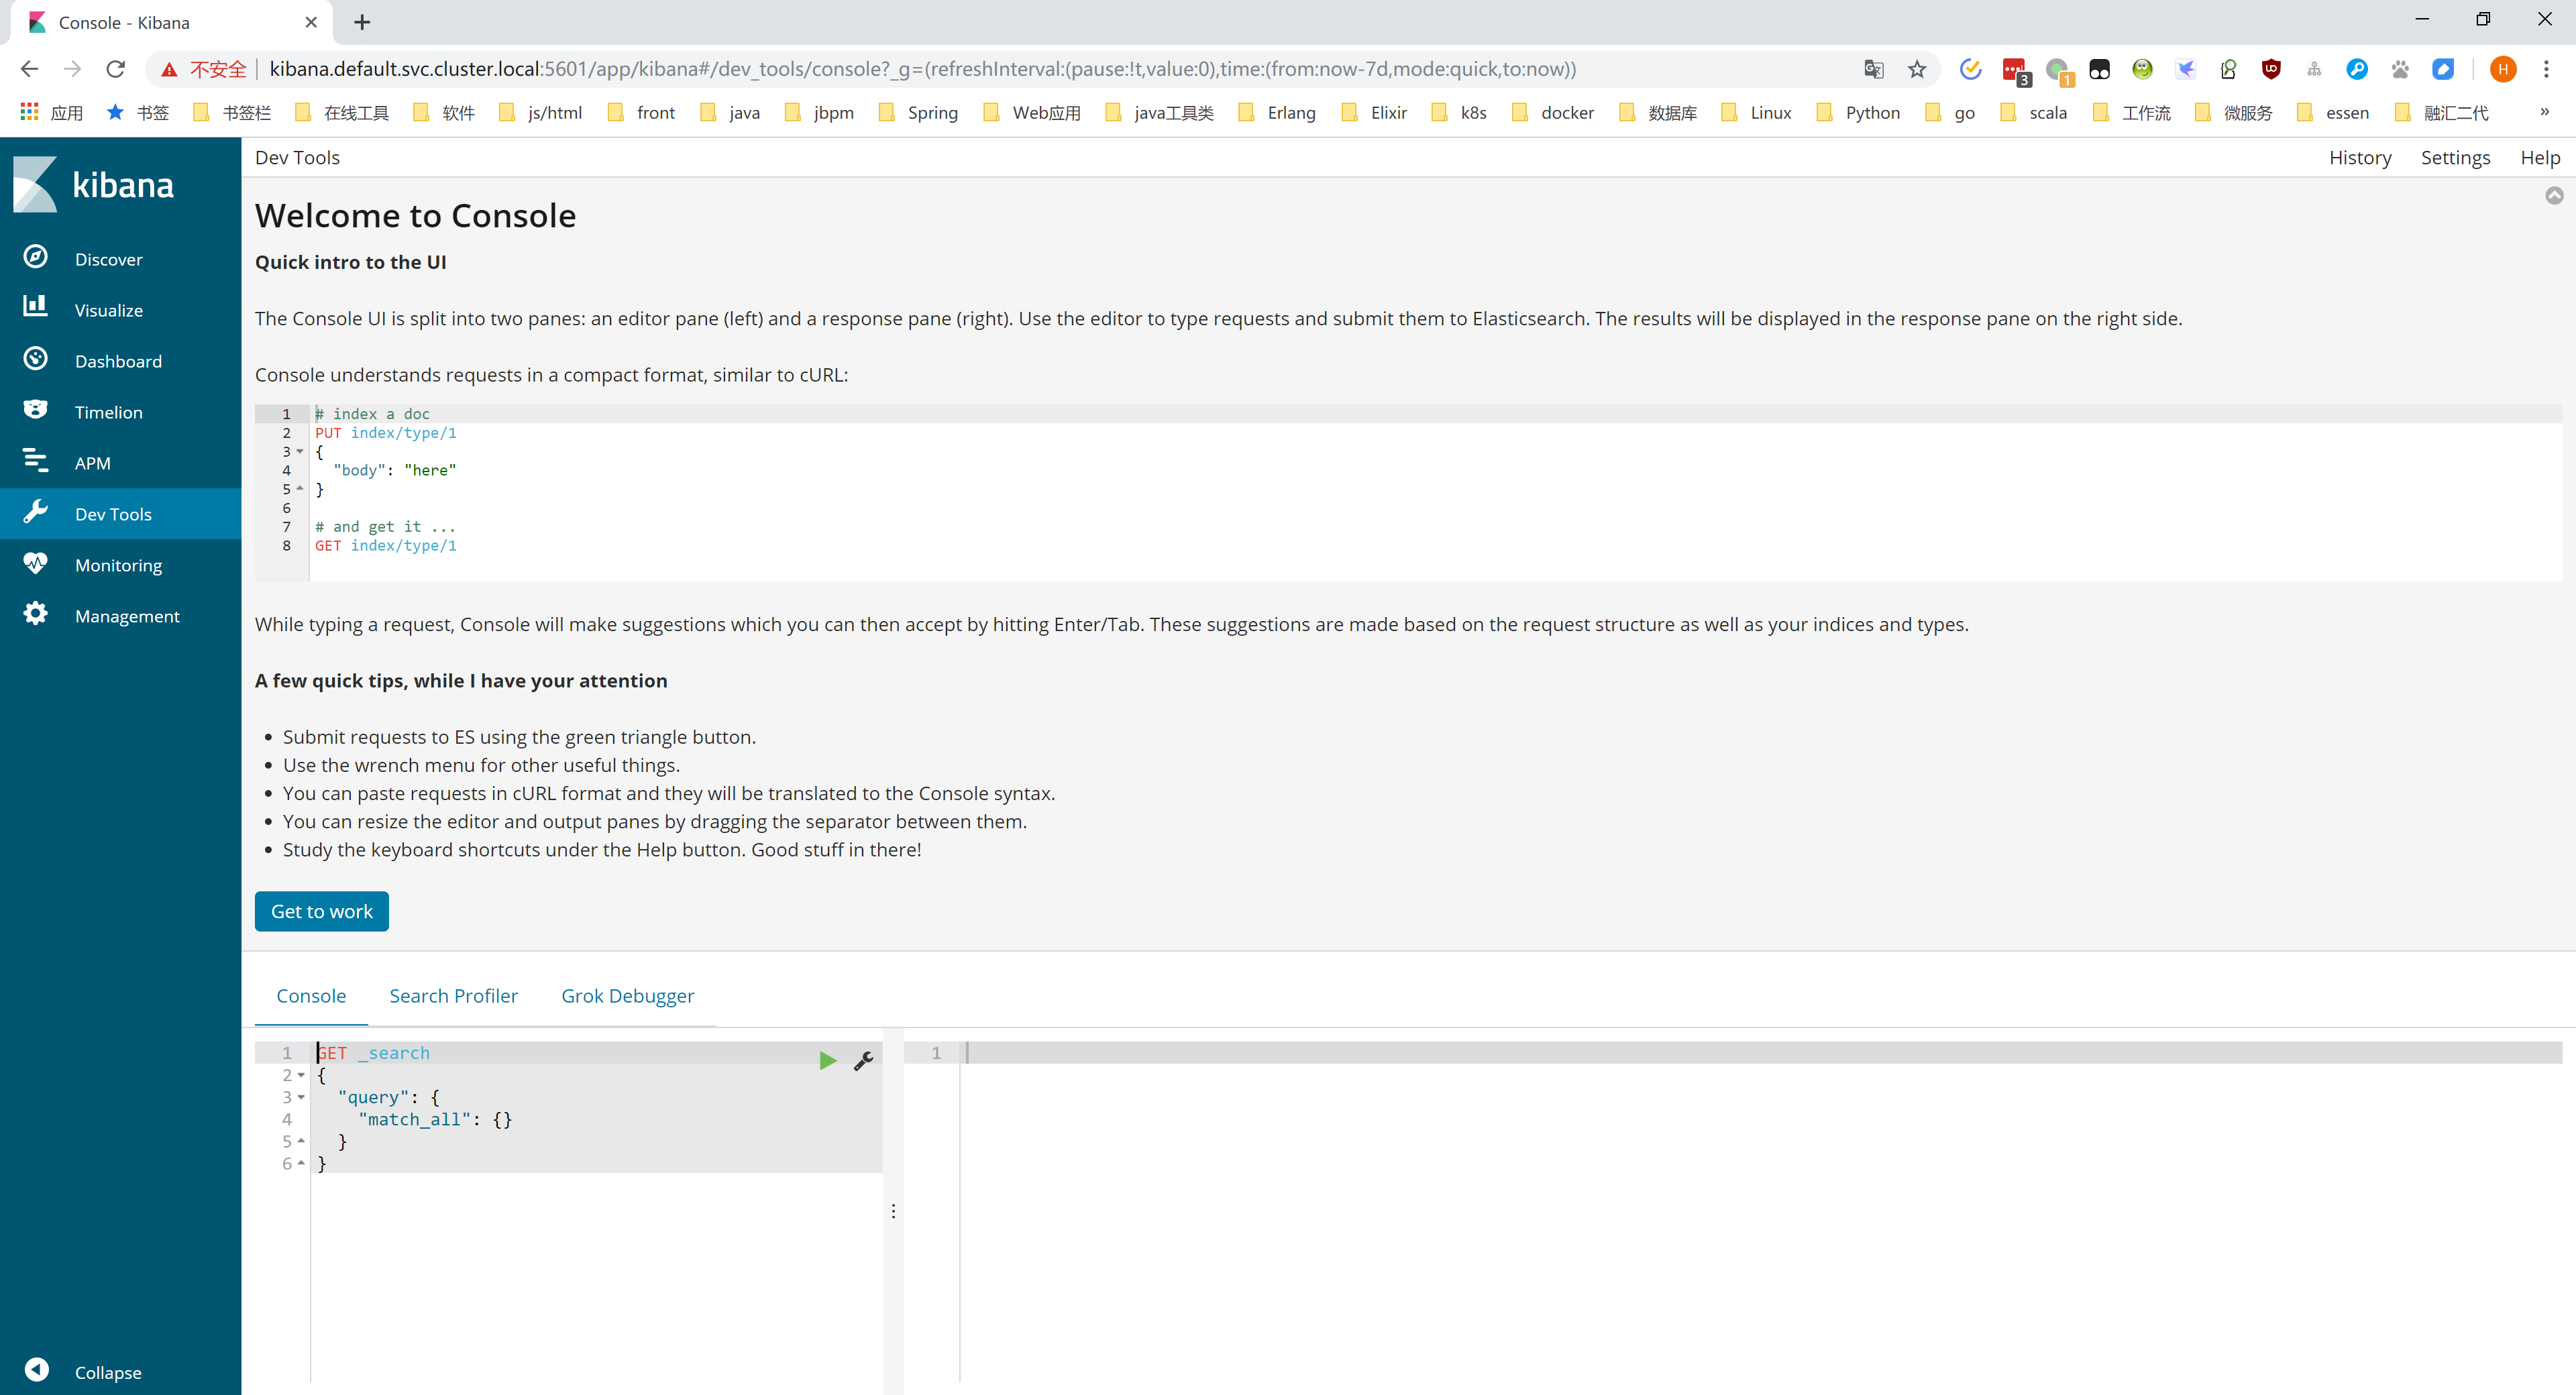 Console - Kibana
不安全 kibana.default.svc.cluster.local:5601/app/kibana#/dev_tools/console?_g=(refreshInterval:(pause:!t,value:0),time:(from:now-7d,mode:quick,to:now))
3 1 H
应用 书签 书签栏 在线工具 软件 js/html front java jbpm Spring Web应用 java工具类 Erlang Elixir k8s docker 数据库 Linux Python go scala 工作流 微服务 essen 融汇二代 »
kibana
Discover
Visualize
Dashboard
Timelion
APM
Dev Tools
Monitoring
Management
Collapse
Dev Tools History Settings Help
Welcome to Console
Quick intro to the UI
The Console UI is split into two panes: an editor pane (left) and a response pane (right). Use the editor to type requests and submit them to Elasticsearch. The results will be displayed in the response pane on the right side.
Console understands requests in a compact format, similar to cURL:
1 # index a doc
2 PUT index/type/1
3 {
4 "body": "here"
5 }
6
7 # and get it ...
8 GET index/type/1
While typing a request, Console will make suggestions which you can then accept by hitting Enter/Tab. These suggestions are made based on the request structure as well as your indices and types.
A few quick tips, while I have your attention
• Submit requests to ES using the green triangle button.
• Use the wrench menu for other useful things.
• You can paste requests in cURL format and they will be translated to the Console syntax.
• You can resize the editor and output panes by dragging the separator between them.
• Study the keyboard shortcuts under the Help button. Good stuff in there!
Get to work
Console Search Profiler Grok Debugger
1 GET _search
2 {
3 "query": {
4 "match_all": {}
5 }
6 }
1